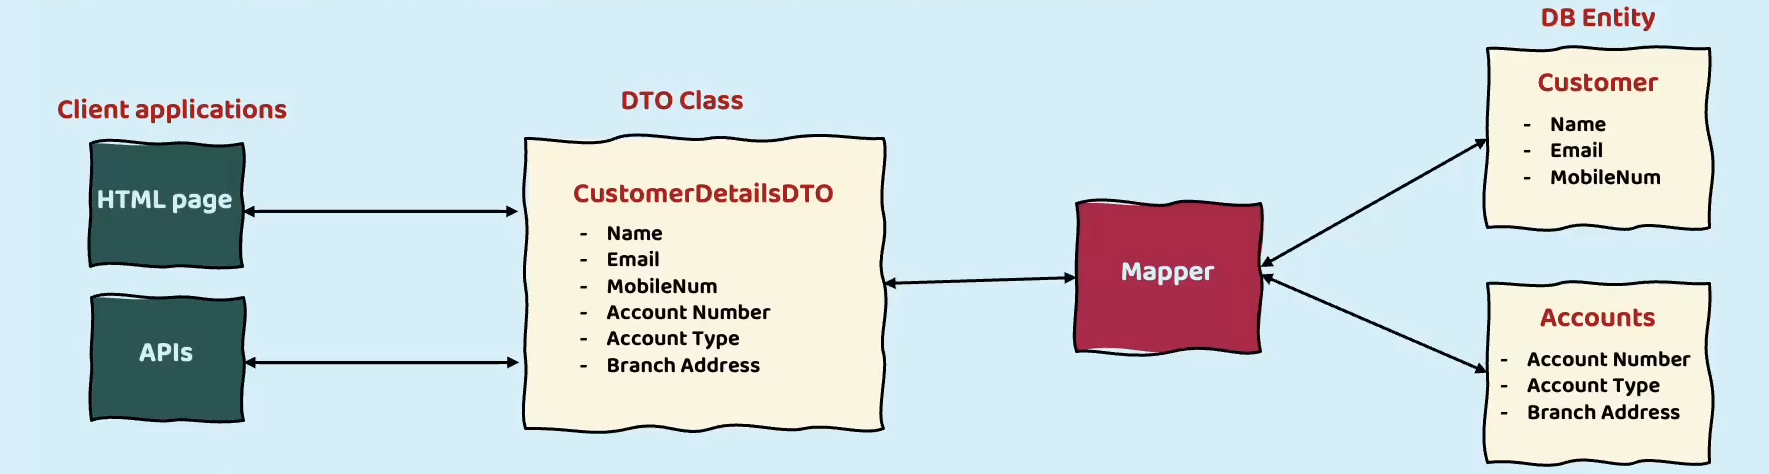 Client applications
HTML page
APIs
DTO Class
CustomerDetailsDTO
- Name
- Email
- MobileNum
- Account Number
- Account Type
- Branch Address
Mapper
DB Entity
Customer
- Name
- Email
- MobileNum
Accounts
- Account Number
- Account Type
- Branch Address